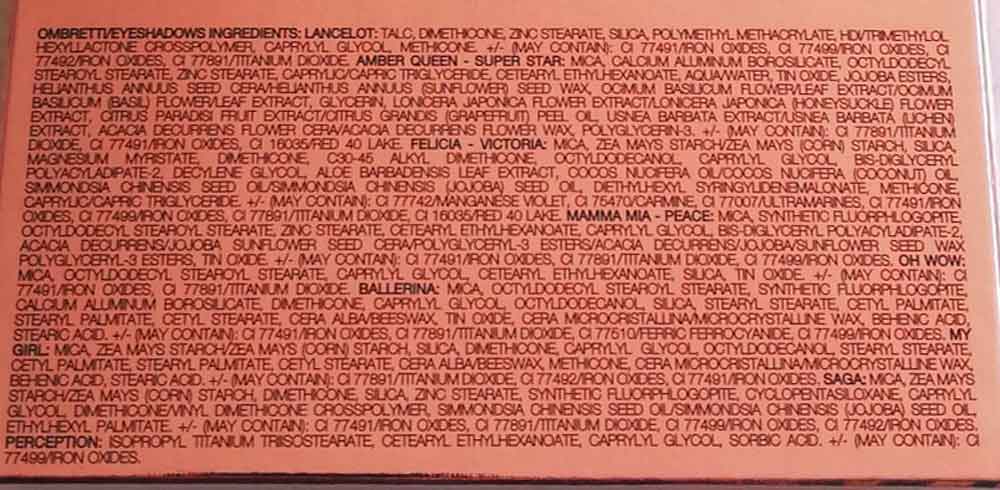 OMBRETTI/EYESHADOWS INGREDIENTS: LANCELOT: TALC, DIMETHICONE, ZINC STEARATE, SILICA, POLYMETHYL METHACRYLATE, HDI/TRIMETHYLOL
HEXYLLACTONE CROSSPOLYMER, CAPRYLYL GLYCOL, METHICONE. +/- (MAY CONTAIN): CI 77491/IRON OXIDES, CI 77499/IRON OXIDES, CI
77492/IRON OXIDES, CI 77891/TITANIUM DIOXIDE. AMBER QUEEN - SUPER STAR: MICA, CALCIUM ALUMINUM BOROSILICATE, OCTYLDODECYL
STEAROYL STEARATE, ZINC STEARATE, CAPRYLIC/CAPRIC TRIGLYCERIDE, CETEARYL ETHYLHEXANOATE, AQUA/WATER, TIN OXIDE, JOJOBA ESTERS,
HELIANTHUS ANNUUS SEED CERA/HELIANTHUS ANNUUS (SUNFLOWER) SEED WAX, OCIMUM BASILICUM FLOWER/LEAF EXTRACT/OCIMUM
BASILICUM (BASIL) FLOWER/LEAF EXTRACT, GLYCERIN, LONICERA JAPONICA FLOWER EXTRACT/LONICERA JAPONICA (HONEYSUCKLE) FLOWER
EXTRACT, CITRUS PARADISI FRUIT EXTRACT/CITRUS GRANDIS (GRAPEFRUIT) PEEL OIL, USNEA BARBATA EXTRACT/USNEA BARBATA (LICHEN)
EXTRACT, ACACIA DECURRENS FLOWER CERA/ACACIA DECURRENS FLOWER WAX, POLYGLYCERIN-3. +/- (MAY CONTAIN): CI 77891/TITANIUM
DIOXIDE, CI 77491/IRON OXIDES, CI 16035/RED 40 LAKE. FELICIA - VICTORIA: MICA, ZEA MAYS STARCH/ZEA MAYS (CORN) STARCH, SILICA,
MAGNESIUM MYRISTATE, DIMETHICONE, C30-45 ALKYL DIMETHICONE, OCTYLDODECANOL, CAPRYLYL GLYCOL, BIS-DIGLYCERYL
POLYACYLADIPATE-2, DECYLENE GLYCOL, ALOE BARBADENSIS LEAF EXTRACT, COCOS NUCIFERA OIL/COCOS NUCIFERA (COCONUT) OIL,
SIMMONDSIA CHINENSIS SEED OIL/SIMMONDSIA CHINENSIS (JOJOBA) SEED OIL, DIETHYLHEXYL SYRINGYLIDENEMALONATE, METHICONE,
CAPRYLIC/CAPRIC TRIGLYCERIDE. +/- (MAY CONTAIN): CI 77742/MANGANESE VIOLET, CI 75470/CARMINE, CI 77007/ULTRAMARINES, CI 77491/IRON
OXIDES, CI 77499/IRON OXIDES, CI 77891/TITANIUM DIOXIDE, CI 16035/RED 40 LAKE. MAMMA MIA - PEACE: MICA, SYNTHETIC FLUORPHLOGOPITE,
OCTYLDODECYL STEAROYL STEARATE, ZINC STEARATE, CETEARYL ETHYLHEXANOATE, CAPRYLYL GLYCOL, BIS-DIGLYCERYL POLYACYLADIPATE-2,
ACACIA DECURRENS/JOJOBA SUNFLOWER SEED CERA/POLYGLYCERYL-3 ESTERS/ACACIA DECURRENS/JOJOBA/SUNFLOWER SEED WAX
POLYGLYCERYL-3 ESTERS, TIN OXIDE. +/- (MAY CONTAIN): CI 77491/IRON OXIDES, CI 77891/TITANIUM DIOXIDE, CI 77499/IRON OXIDES. OH WOW:
MICA, OCTYLDODECYL STEAROYL STEARATE, CAPRYLYL GLYCOL, CETEARYL ETHYLHEXANOATE, SILICA, TIN OXIDE. +/- (MAY CONTAIN): CI
77491/IRON OXIDES, CI 77891/TITANIUM DIOXIDE. BALLERINA: MICA, OCTYLDODECYL STEAROYL STEARATE, SYNTHETIC FLUORPHLOGOPITE,
CALCIUM ALUMINUM BOROSILICATE, DIMETHICONE, CAPRYLYL GLYCOL, OCTYLDODECANOL, SILICA, STEARYL STEARATE, CETYL PALMITATE,
STEARYL PALMITATE, CETYL STEARATE, CERA ALBA/BEESWAX, TIN OXIDE, CERA MICROCRISTALLINA/MICROCRYSTALLINE WAX, BEHENIC ACID,
STEARIC ACID. +/- (MAY CONTAIN): CI 77491/IRON OXIDES, CI 77891/TITANIUM DIOXIDE, CI 77510/FERRIC FERROCYANIDE, CI 77499/IRON OXIDES. MY
GIRL: MICA, ZEA MAYS STARCH/ZEA MAYS (CORN) STARCH, SILICA, DIMETHICONE, CAPRYLYL GLYCOL, OCTYLDODECANOL, STEARYL STEARATE,
CETYL PALMITATE, STEARYL PALMITATE, CETYL STEARATE, CERA ALBA/BEESWAX, METHICONE, CERA MICROCRISTALLINA/MICROCRYSTALLINE WAX,
BEHENIC ACID, STEARIC ACID. +/- (MAY CONTAIN): CI 77891/TITANIUM DIOXIDE, CI 77492/IRON OXIDES, CI 77491/IRON OXIDES. SAGA: MICA, ZEA MAYS
STARCH/ZEA MAYS (CORN) STARCH, DIMETHICONE, SILICA, ZINC STEARATE, SYNTHETIC FLUORPHLOGOPITE, CYCLOPENTASILOXANE, CAPRYLYL
GLYCOL, DIMETHICONE/VINYL DIMETHICONE CROSSPOLYMER, SIMMONDSIA CHINENSIS SEED OIL/SIMMONDSIA CHINENSIS (JOJOBA) SEED OIL,
ETHYLHEXYL PALMITATE. +/- (MAY CONTAIN): CI 77491/IRON OXIDES, CI 77891/TITANIUM DIOXIDE, CI 77499/IRON OXIDES, CI 77492/IRON OXIDES.
PERCEPTION: ISOPROPYL TITANIUM TRIISOSTEARATE, CETEARYL ETHYLHEXANOATE, CAPRYLYL GLYCOL, SORBIC ACID. +/- (MAY CONTAIN): CI
77499/IRON OXIDES.